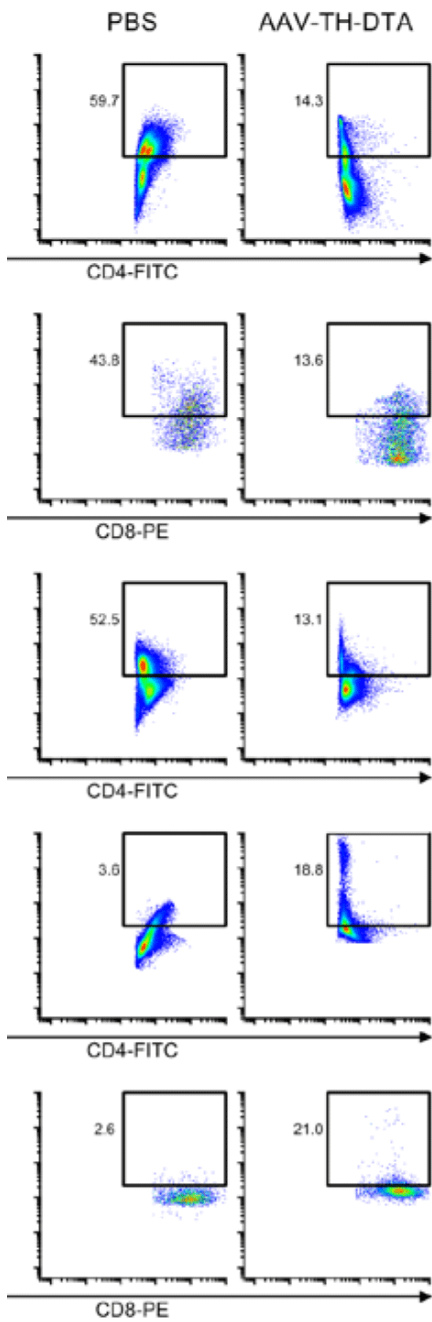 PBS AAV-TH-DTA
59.7 14.3
CD4-FITC
43.8 13.6
CD8-PE
52.5 13.1
CD4-FITC
3.6 18.8
CD4-FITC
2.6 21.0
CD8-PE